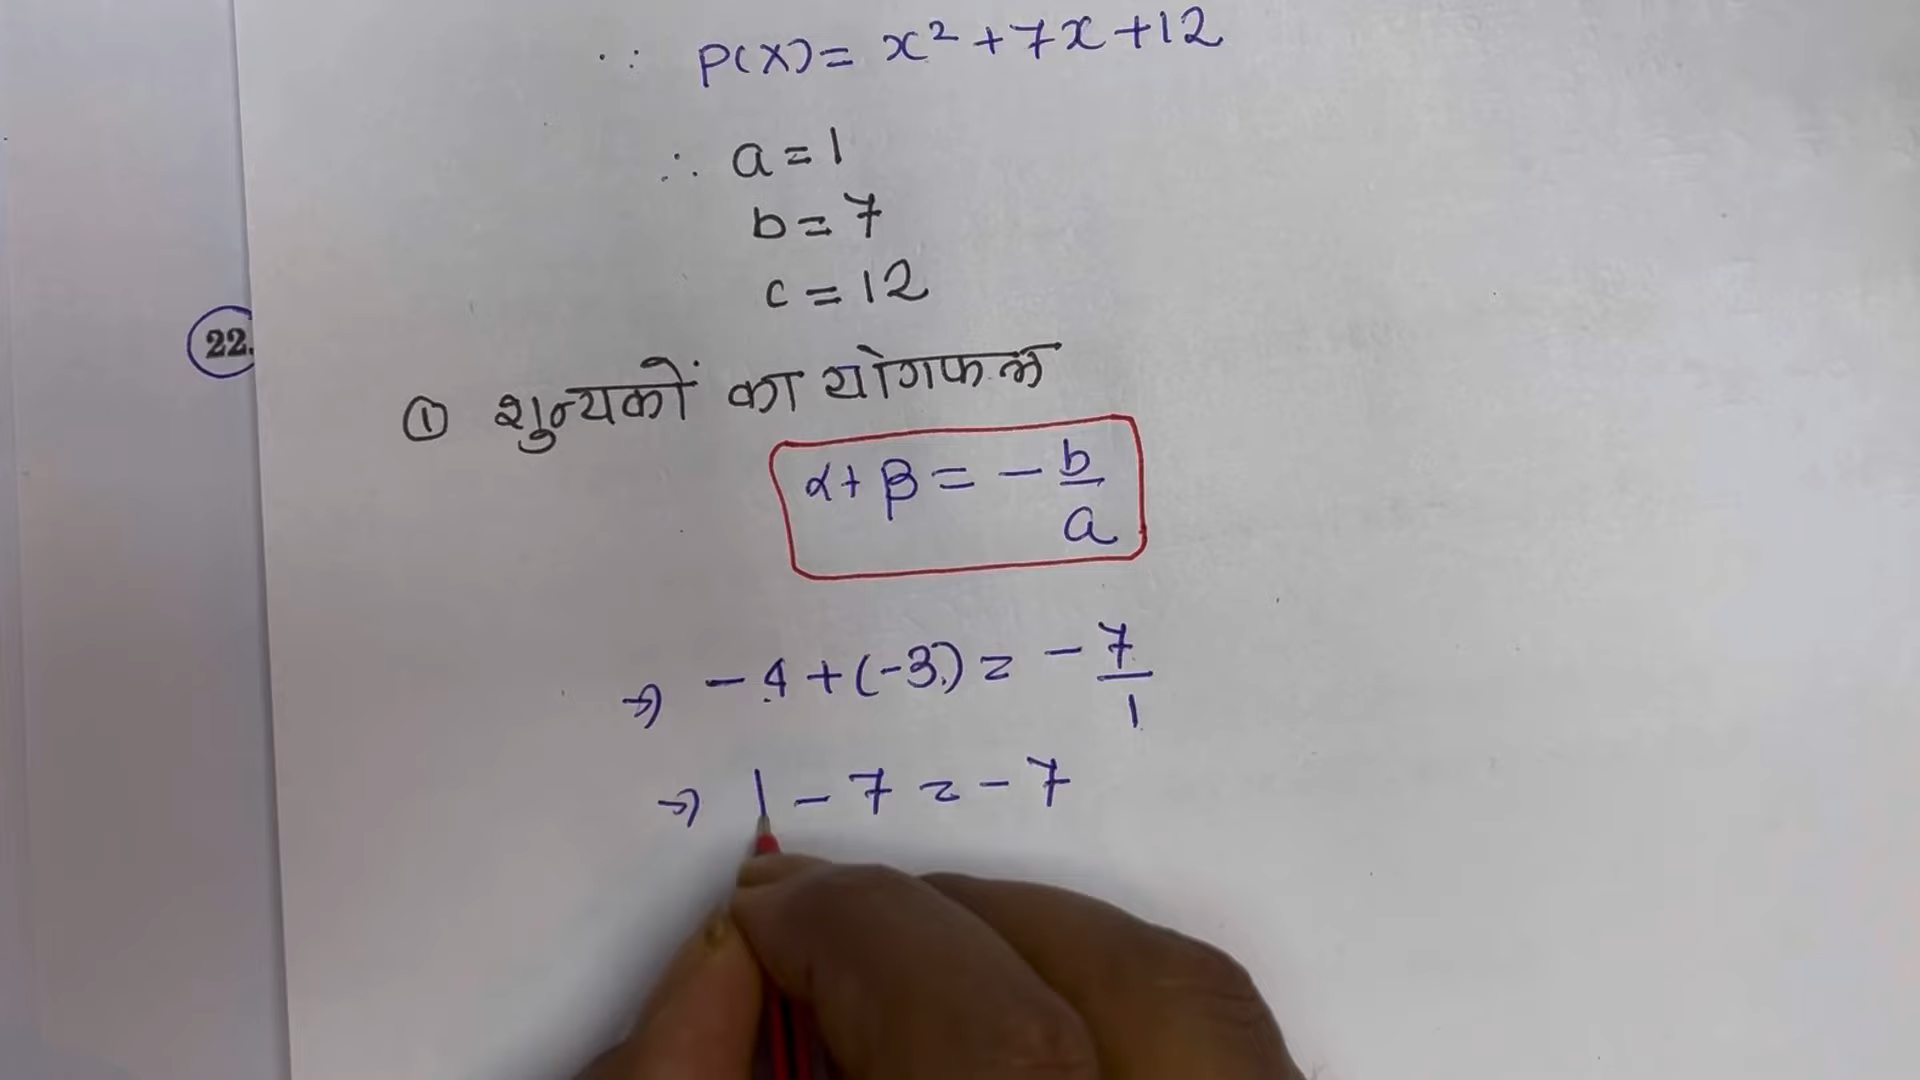 ∵ P(X) = x² + 7x + 12
∴ a = 1
b = 7
c = 12
22.
① शुन्यकों का योगफल
α + β = - b/a
⇒ - 4 + (-3) = - 7/1
⇒ | - 7 = - 7